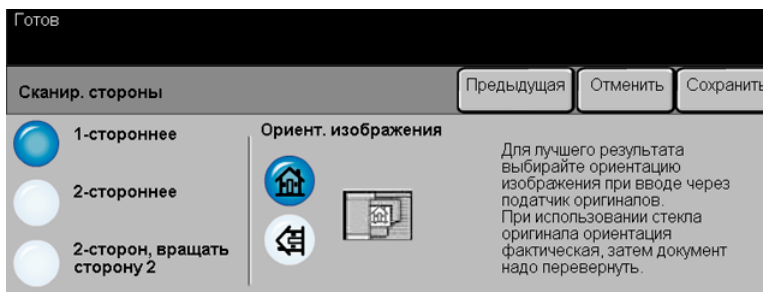 Готов
Сканир. стороны
Предыдущая
Отменить
Сохранить
1-стороннее
2-стороннее
2-сторон, вращать
сторону 2
Ориент. изображения
Для лучшего результата
выбирайте ориентацию
изображения при вводе через
податчик оригиналов.
При использовании стекла
оригинала ориентация
фактическая, затем документ
надо перевернуть.